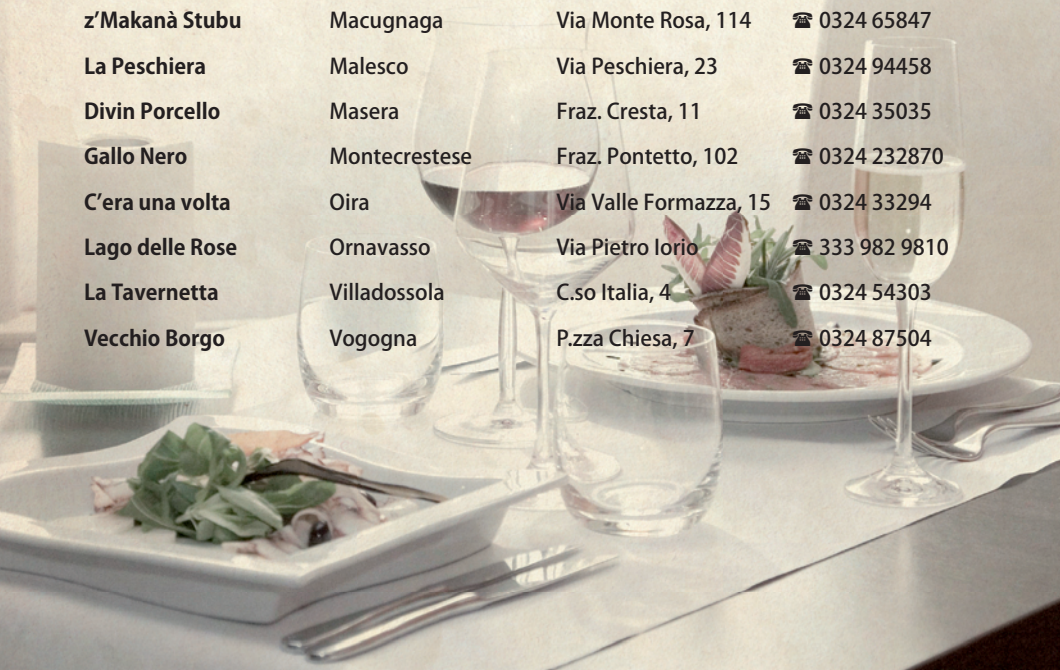 z’Makanà Stubu Macugnaga Via Monte Rosa, 114 ☎ 0324 65847
La Peschiera Malesco Via Peschiera, 23 ☎ 0324 94458
Divin Porcello Masera Fraz. Cresta, 11 ☎ 0324 35035
Gallo Nero Montecrestese Fraz. Pontetto, 102 ☎ 0324 232870
C’era una volta Oira Via Valle Formazza, 15 ☎ 0324 33294
Lago delle Rose Ornavasso Via Pietro Iorio ☎ 333 982 9810
La Tavernetta Villadossola C.so Italia, 4 ☎ 0324 54303
Vecchio Borgo Vogogna P.zza Chiesa, 7 ☎ 0324 87504